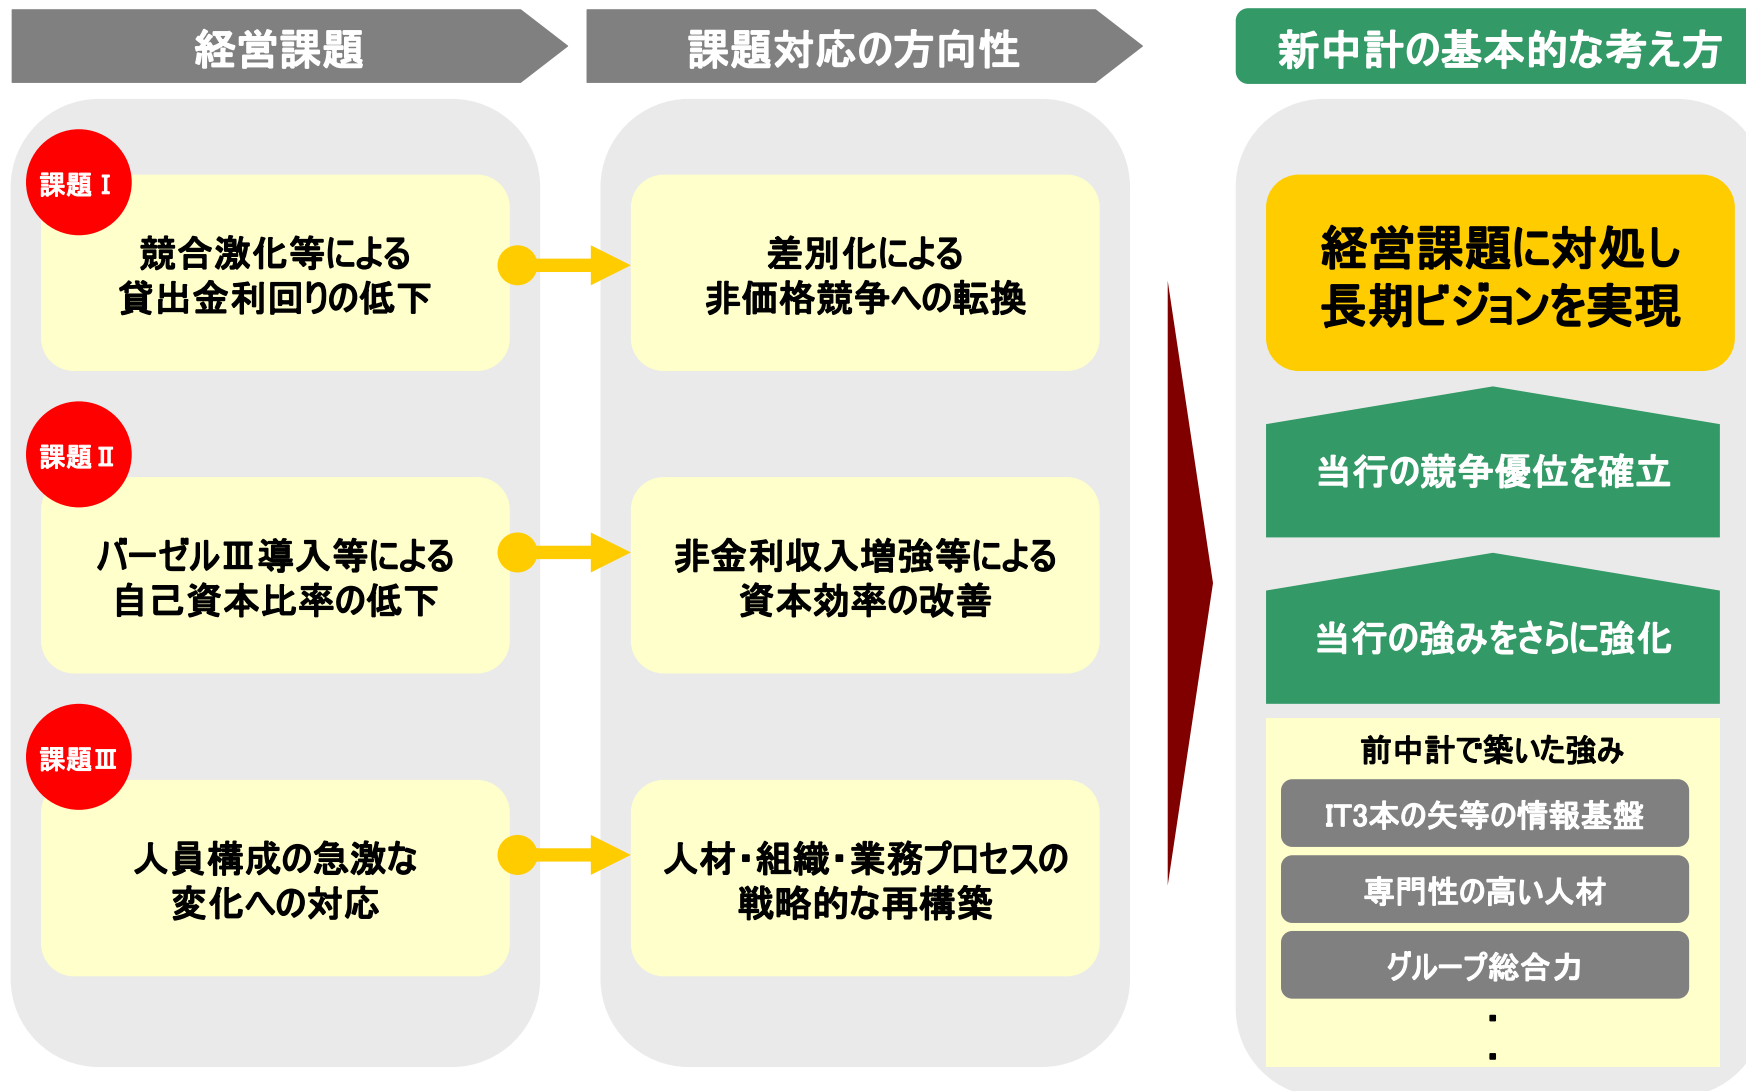 経営課題
課題Ⅰ
競合激化等による
貸出金利回りの低下
課題Ⅱ
バーゼルⅢ導入等による
自己資本比率の低下
課題Ⅲ
人員構成の急激な
変化への対応
課題対応の方向性
差別化による
非価格競争への転換
非金利収入増強等による
資本効率の改善
人材・組織・業務プロセスの
戦略的な再構築
新中計の基本的な考え方
経営課題に対処し
長期ビジョンを実現
当行の競争優位を確立
当行の強みをさらに強化
前中計で築いた強み
IT3本の矢等の情報基盤
専門性の高い人材
グループ総合力
・
・